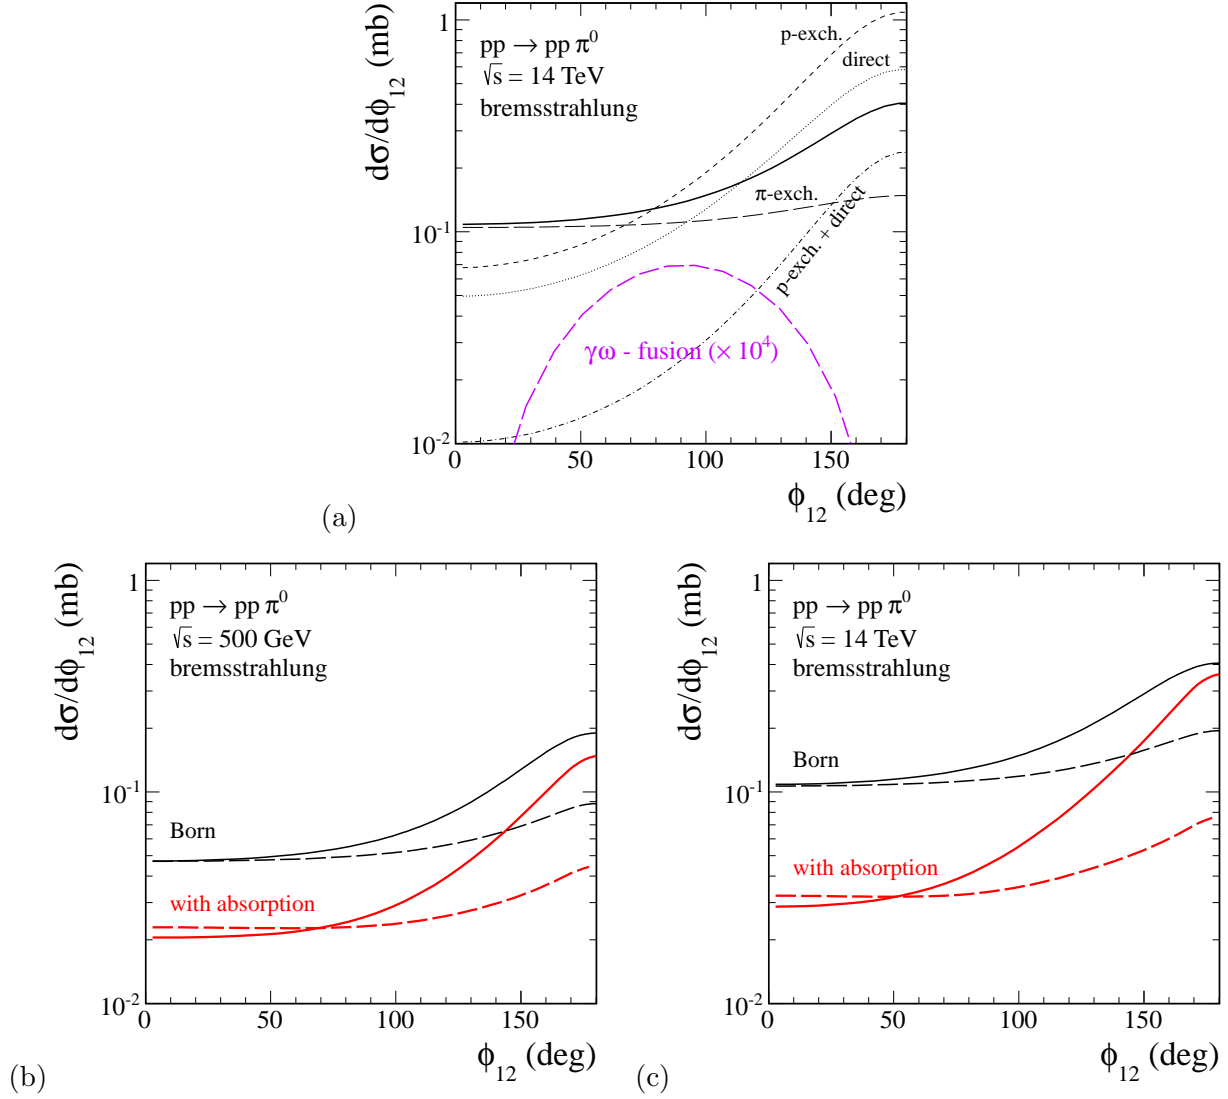 dσ/dϕ₁₂ (mb)
1
10⁻¹
10⁻²
pp → pp π⁰
√s = 14 TeV
bremsstrahlung
p-exch.
direct
π-exch.
p-exch. + direct
γω - fusion (× 10⁴)
0 50 100 150
ϕ₁₂ (deg)
(a)
dσ/dϕ₁₂ (mb)
1
10⁻¹
10⁻²
pp → pp π⁰
√s = 500 GeV
bremsstrahlung
Born
with absorption
0 50 100 150
ϕ₁₂ (deg)
(b)
dσ/dϕ₁₂ (mb)
1
10⁻¹
10⁻²
pp → pp π⁰
√s = 14 TeV
bremsstrahlung
Born
with absorption
0 50 100 150
ϕ₁₂ (deg)
(c)